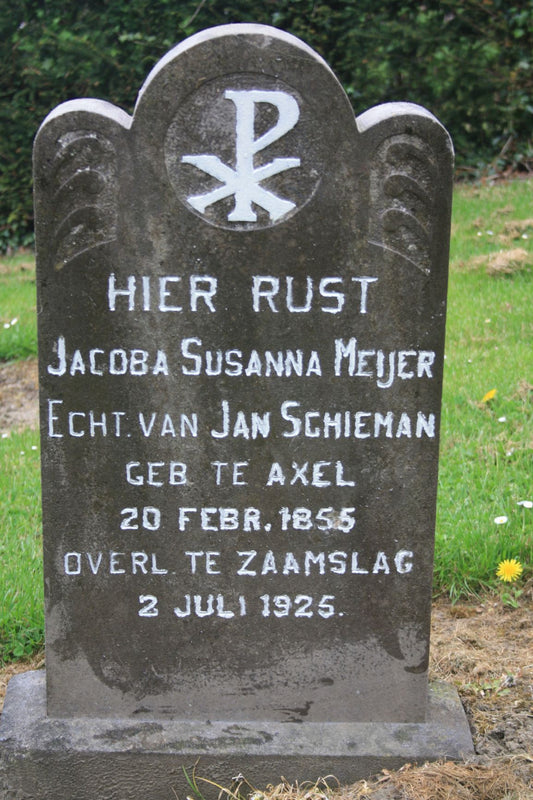 HIER RUST
JACOBA SUSANNA MEIJER
ECHT. VAN JAN SCHIEMAN
GEB TE AXEL
20 FEBR. 1855
OVERL. TE ZAAMSLAG
2 JULI 1925.